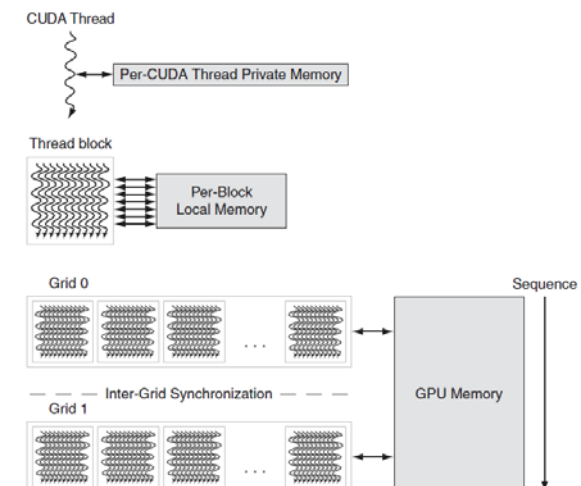 CUDA Thread
Per-CUDA Thread Private Memory
Thread block
Per-Block
Local Memory
Grid 0
Sequence
. . .
Inter-Grid Synchronization
GPU Memory
Grid 1
. . .